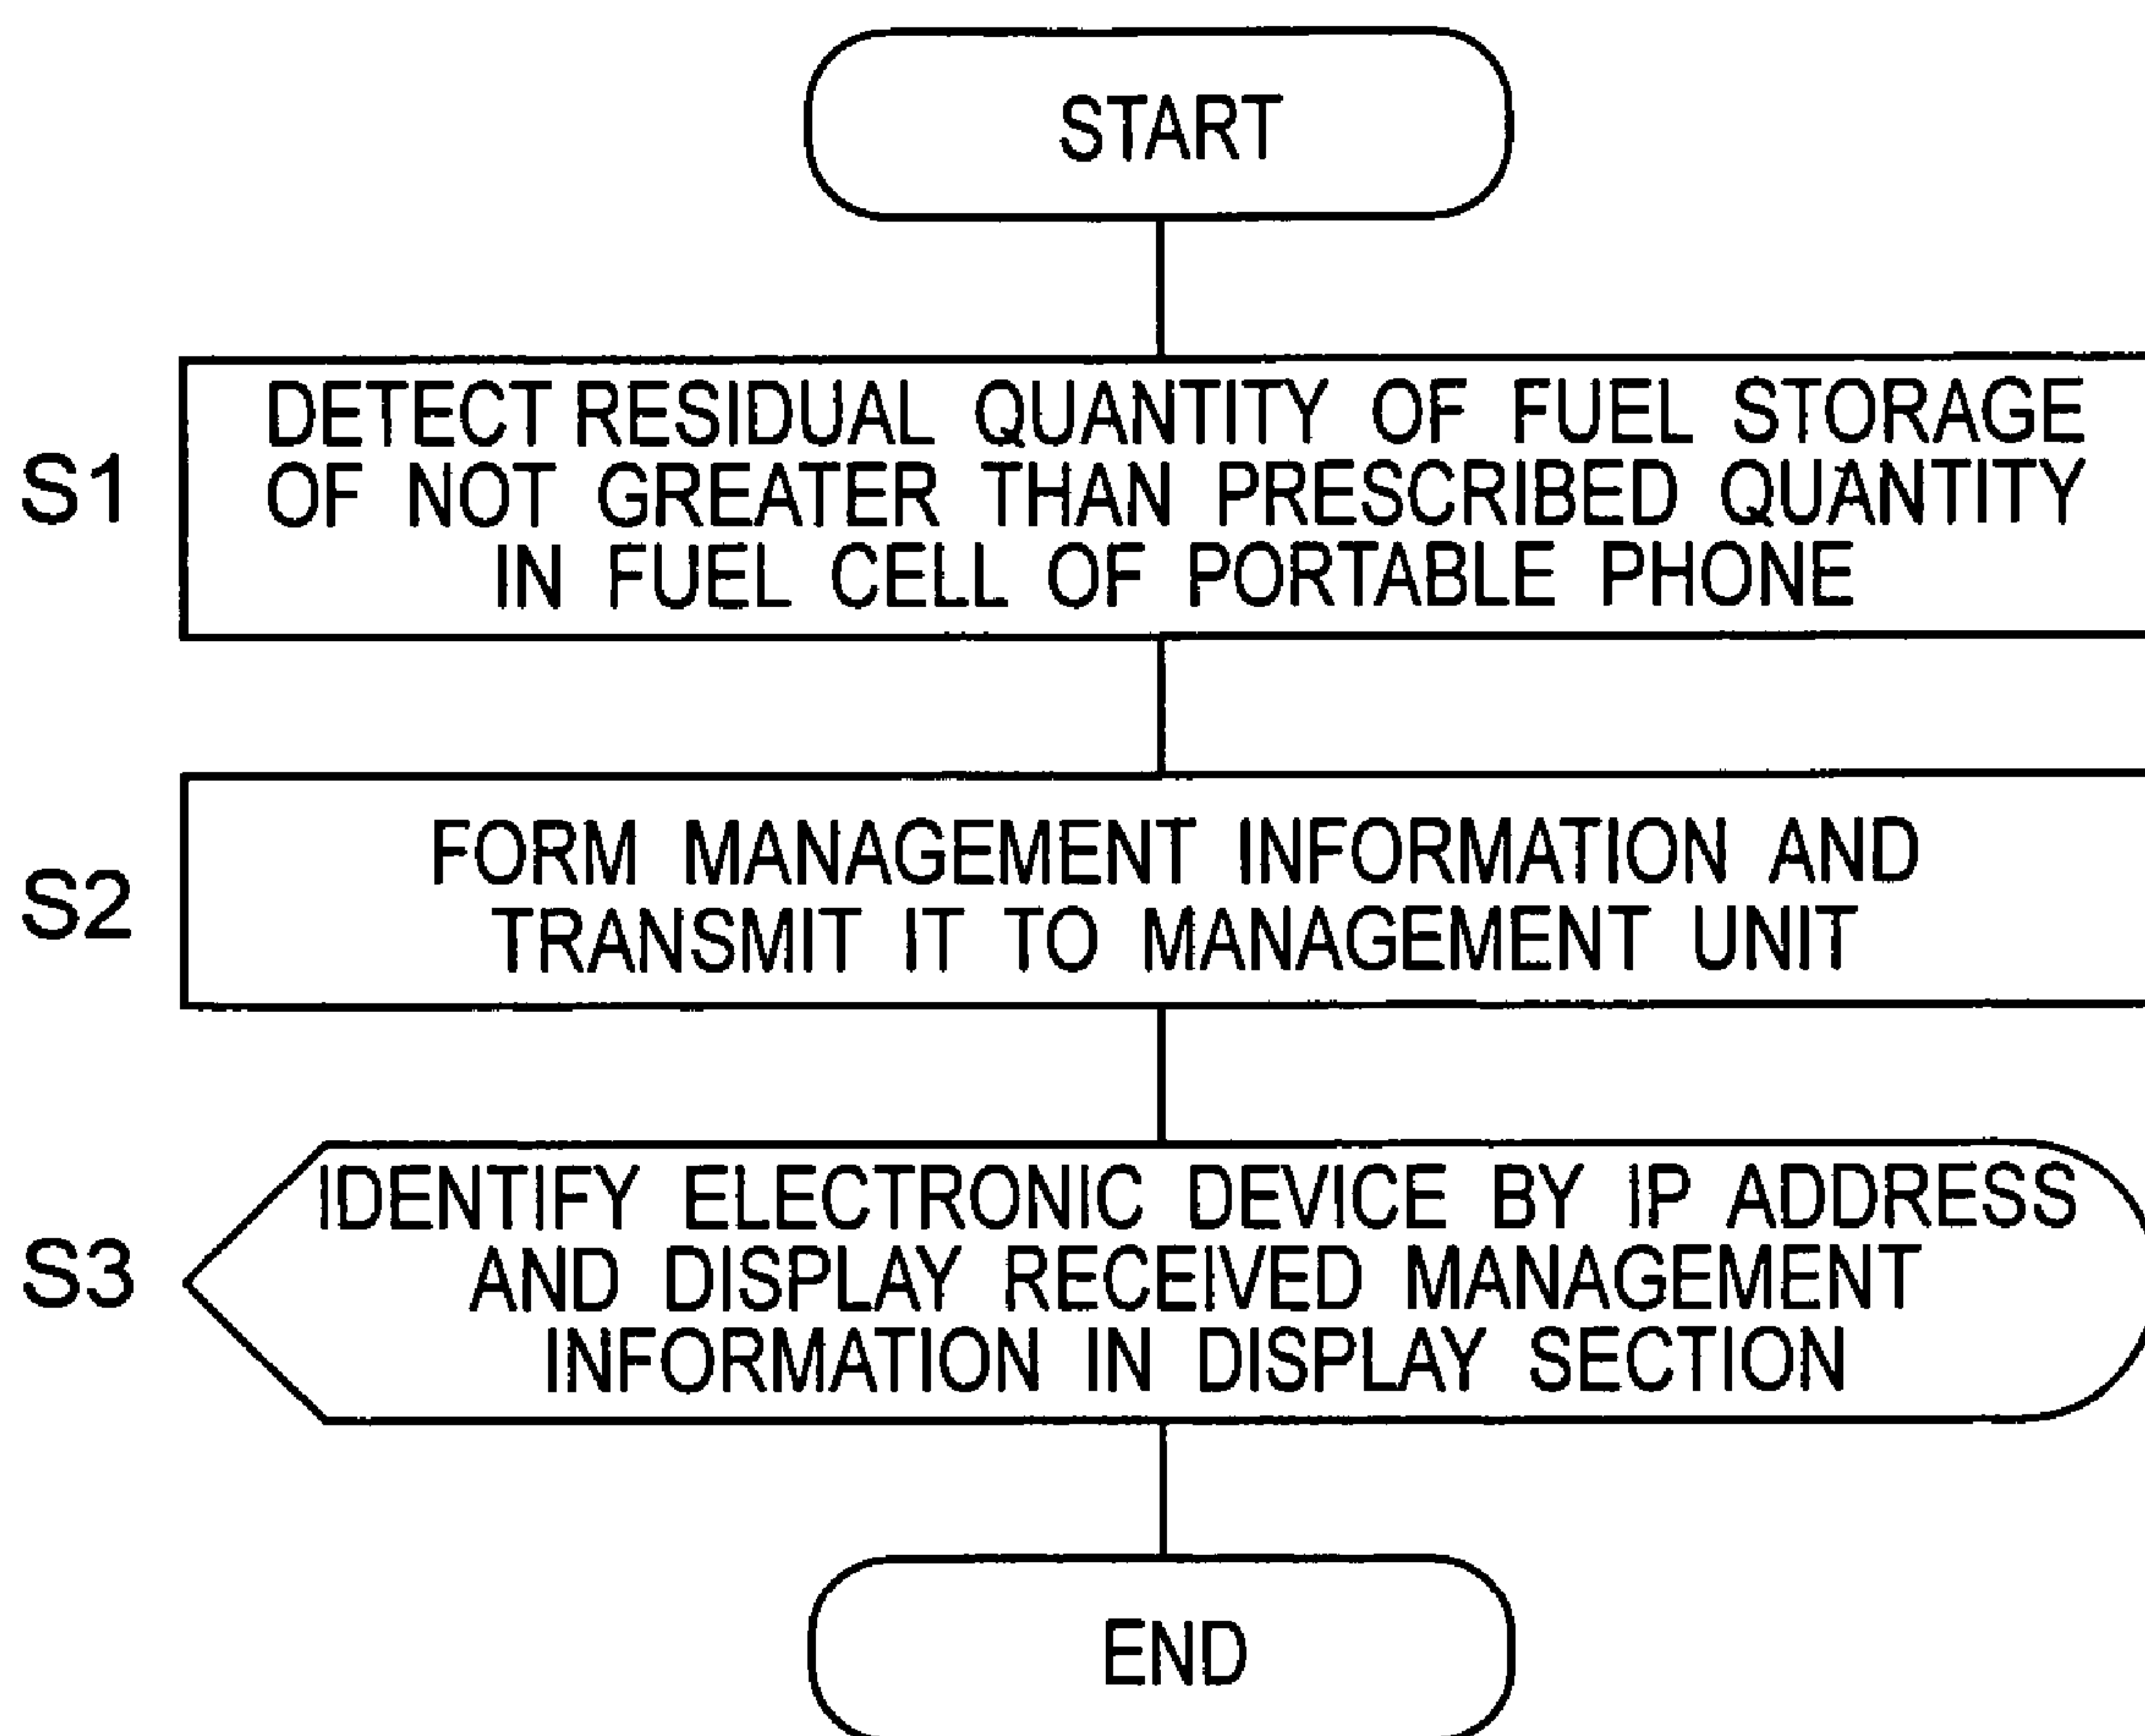 START
S1
DETECT RESIDUAL QUANTITY OF FUEL STORAGE
OF NOT GREATER THAN PRESCRIBED QUANTITY
IN FUEL CELL OF PORTABLE PHONE
S2
FORM MANAGEMENT INFORMATION AND
TRANSMIT IT TO MANAGEMENT UNIT
S3
IDENTIFY ELECTRONIC DEVICE BY IP ADDRESS
AND DISPLAY RECEIVED MANAGEMENT
INFORMATION IN DISPLAY SECTION
END